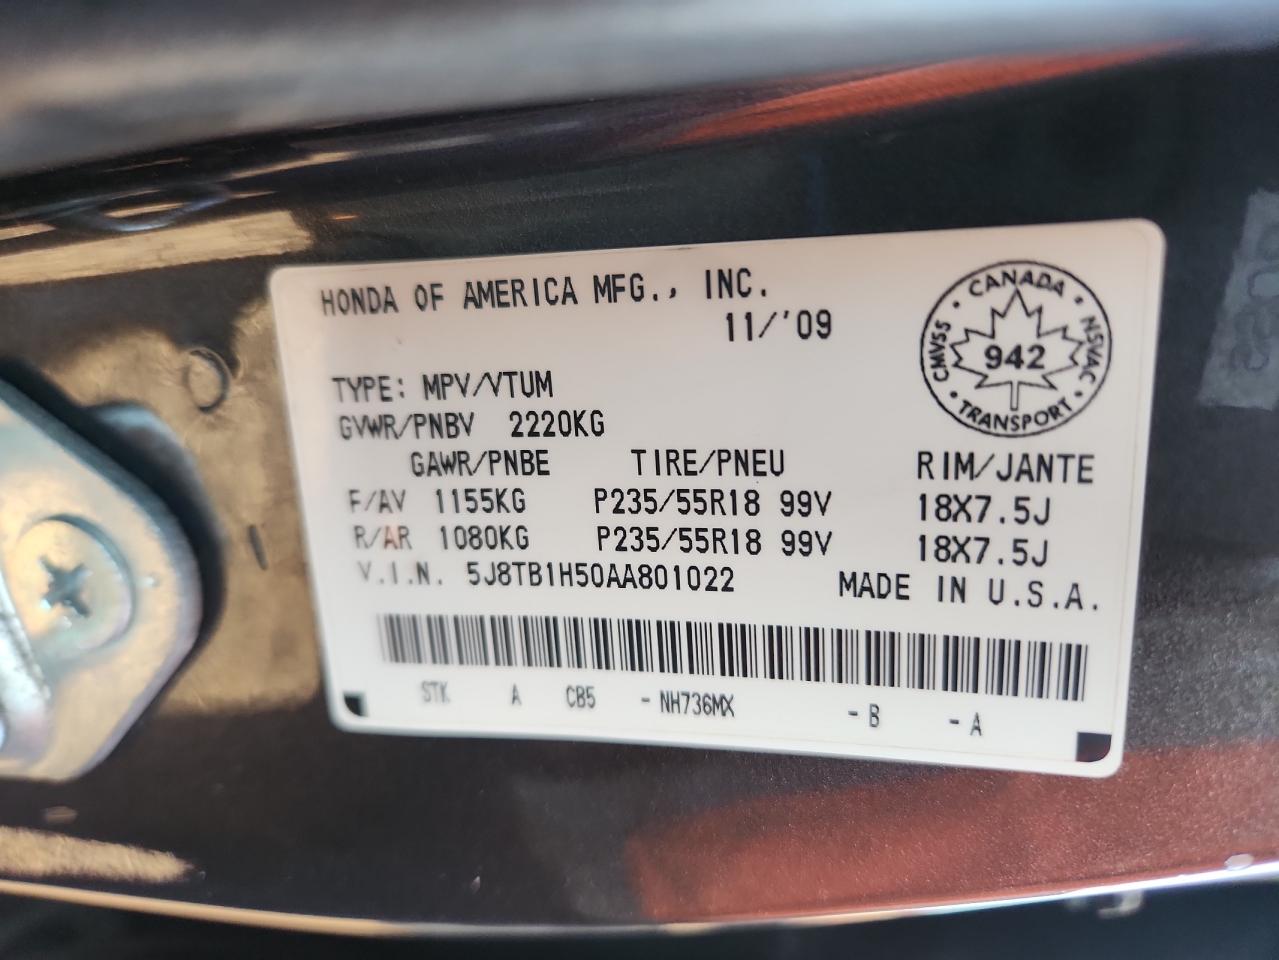 HONDA OF AMERICA MFG., INC.
11/'09
CANADA
CMVSS · NSVAC
942
TRANSPORT
TYPE: MPV/VTUM
GVWR/PNBV 2220KG
GAWR/PNBE TIRE/PNEU RIM/JANTE
F/AV 1155KG P235/55R18 99V 18X7.5J
R/AR 1080KG P235/55R18 99V 18X7.5J
V.I.N. 5J8TB1H50AA801022 MADE IN U.S.A.
STK A CB5 -NH736MX -B -A